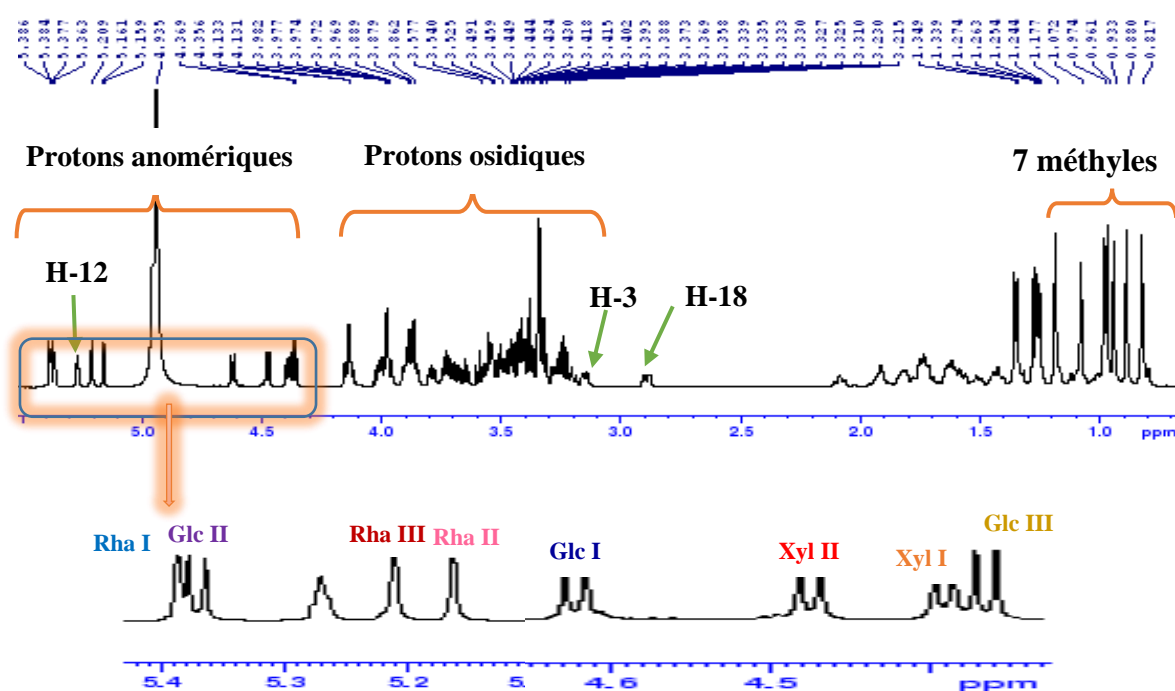 5.386 5.384 5.377 5.363 5.209 5.161 5.159 4.935 4.369 4.356 4.133 4.131 3.982 3.977 3.974 3.972 3.969 3.889 3.879 3.862 3.577 3.540 3.525 3.491 3.459 3.449 3.444 3.434 3.430 3.418 3.415 3.402 3.393 3.388 3.373 3.369 3.358 3.339 3.335 3.335 3.333 3.330 3.327 3.325 3.310 3.230 3.215 1.349 1.339 1.274 1.263 1.254 1.244 1.177 1.072 0.974 0.961 0.933 0.880 0.817
Protons anomériques Protons osidiques 7 méthyles
H-12 H-3 H-18
5.0 4.5 4.0 3.5 3.0 2.5 2.0 1.5 1.0 ppm
Rha I Glc II Rha III Rha II Glc I Xyl II Xyl I Glc III
5.4 5.3 5.2 5. 4.6 4.5 ppm